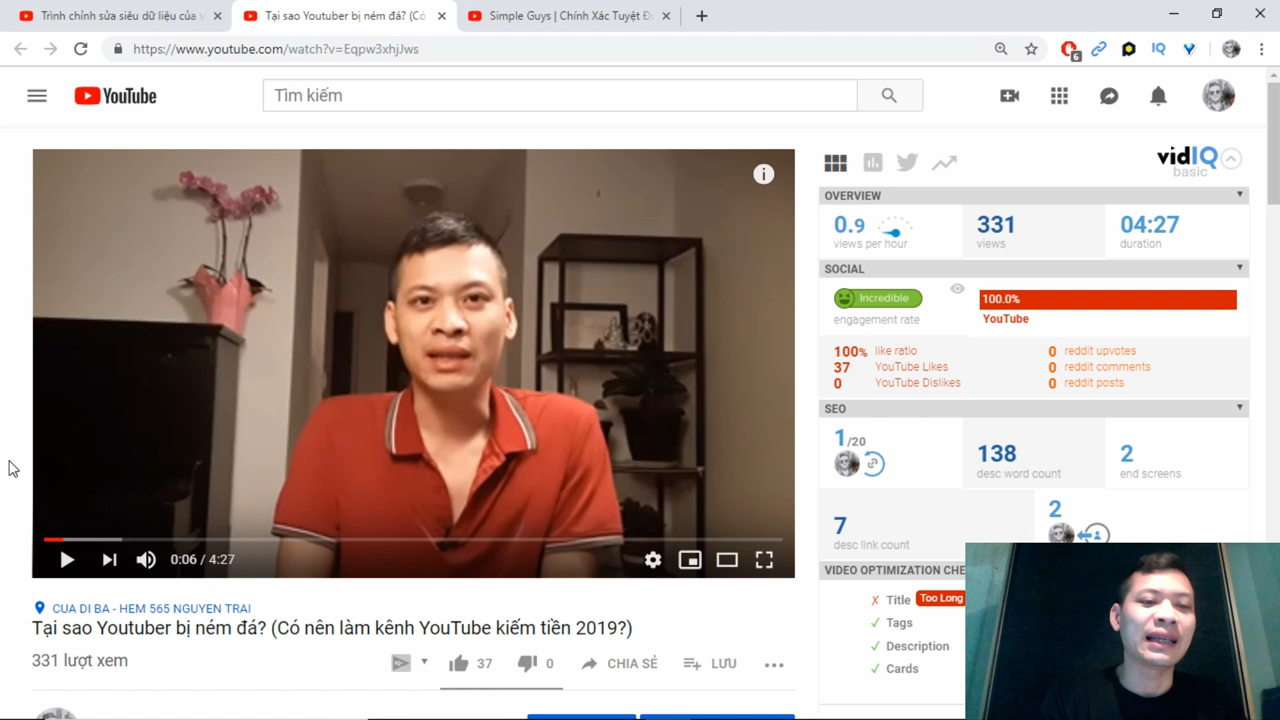 Trình chỉnh sửa siêu dữ liệu của v
Tại sao Youtuber bị ném đá? (Có
Simple Guys | Chính Xác Tuyệt Đ
https://www.youtube.com/watch?v=Eqpw3xhjJws
6
IQ
YouTube
Tìm kiếm
vidIQ
basic
OVERVIEW
0.9 331 04:27
views per hour views duration
SOCIAL
Incredible 100.0%
engagement rate YouTube
100% like ratio 0 reddit upvotes
37 YouTube Likes 0 reddit comments
0 YouTube Dislikes 0 reddit posts
SEO
1/20 138 2
desc word count end screens
7 2
desc link count
VIDEO OPTIMIZATION CHE
X Title Too Long
✓ Tags
✓ Description
✓ Cards
0:06 / 4:27
CUA DI BA - HEM 565 NGUYEN TRAI
Tại sao Youtuber bị ném đá? (Có nên làm kênh YouTube kiếm tiền 2019?)
331 lượt xem 37 0 CHIA SẺ LƯU